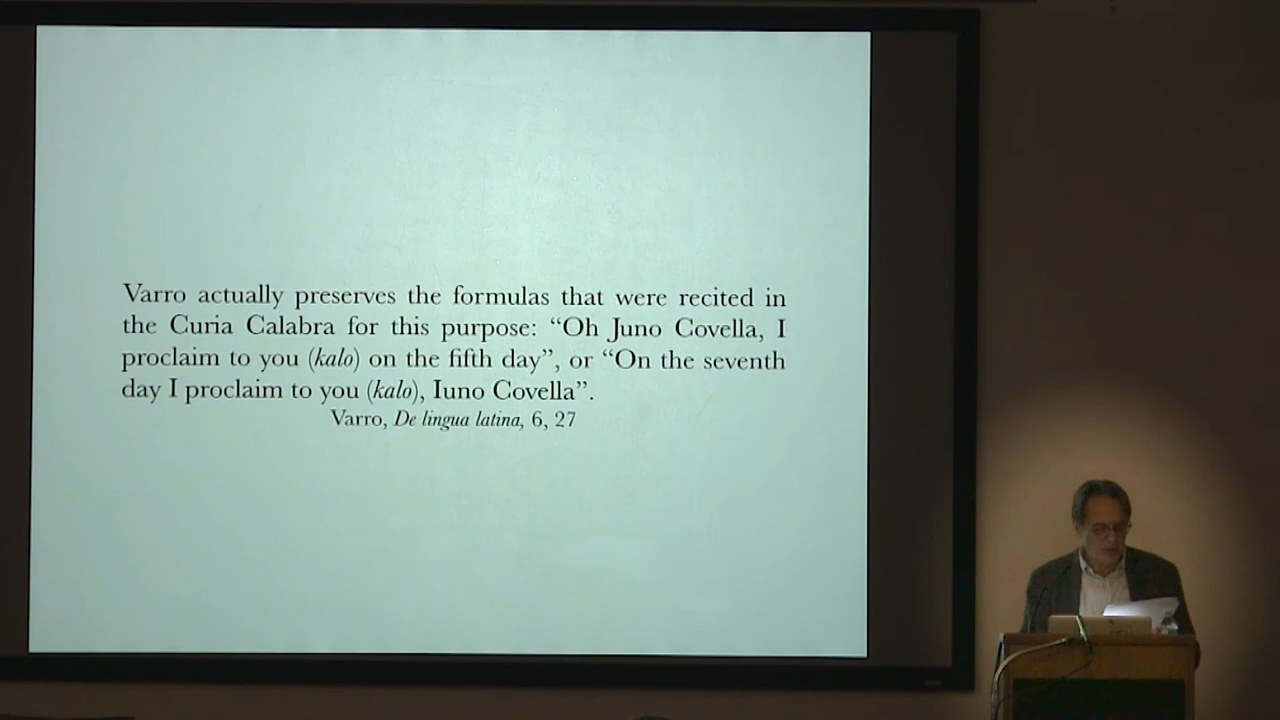 Varro actually preserves the formulas that were recited in
the Curia Calabra for this purpose: “Oh Juno Covella, I
proclaim to you (kalo) on the fifth day”, or “On the seventh
day I proclaim to you (kalo), Iuno Covella”.
Varro, De lingua latina, 6, 27